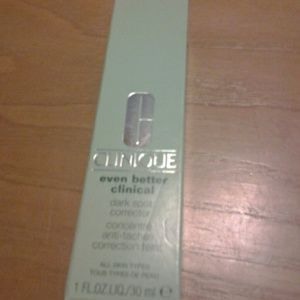 CLINIQUE
even better
clinical
dark spot
corrector
concentré
anti-taches
correction teint
ALL SKIN TYPES
TOUS TYPES DE PEAU
1 FL.OZ.LIQ./30 ml ℮